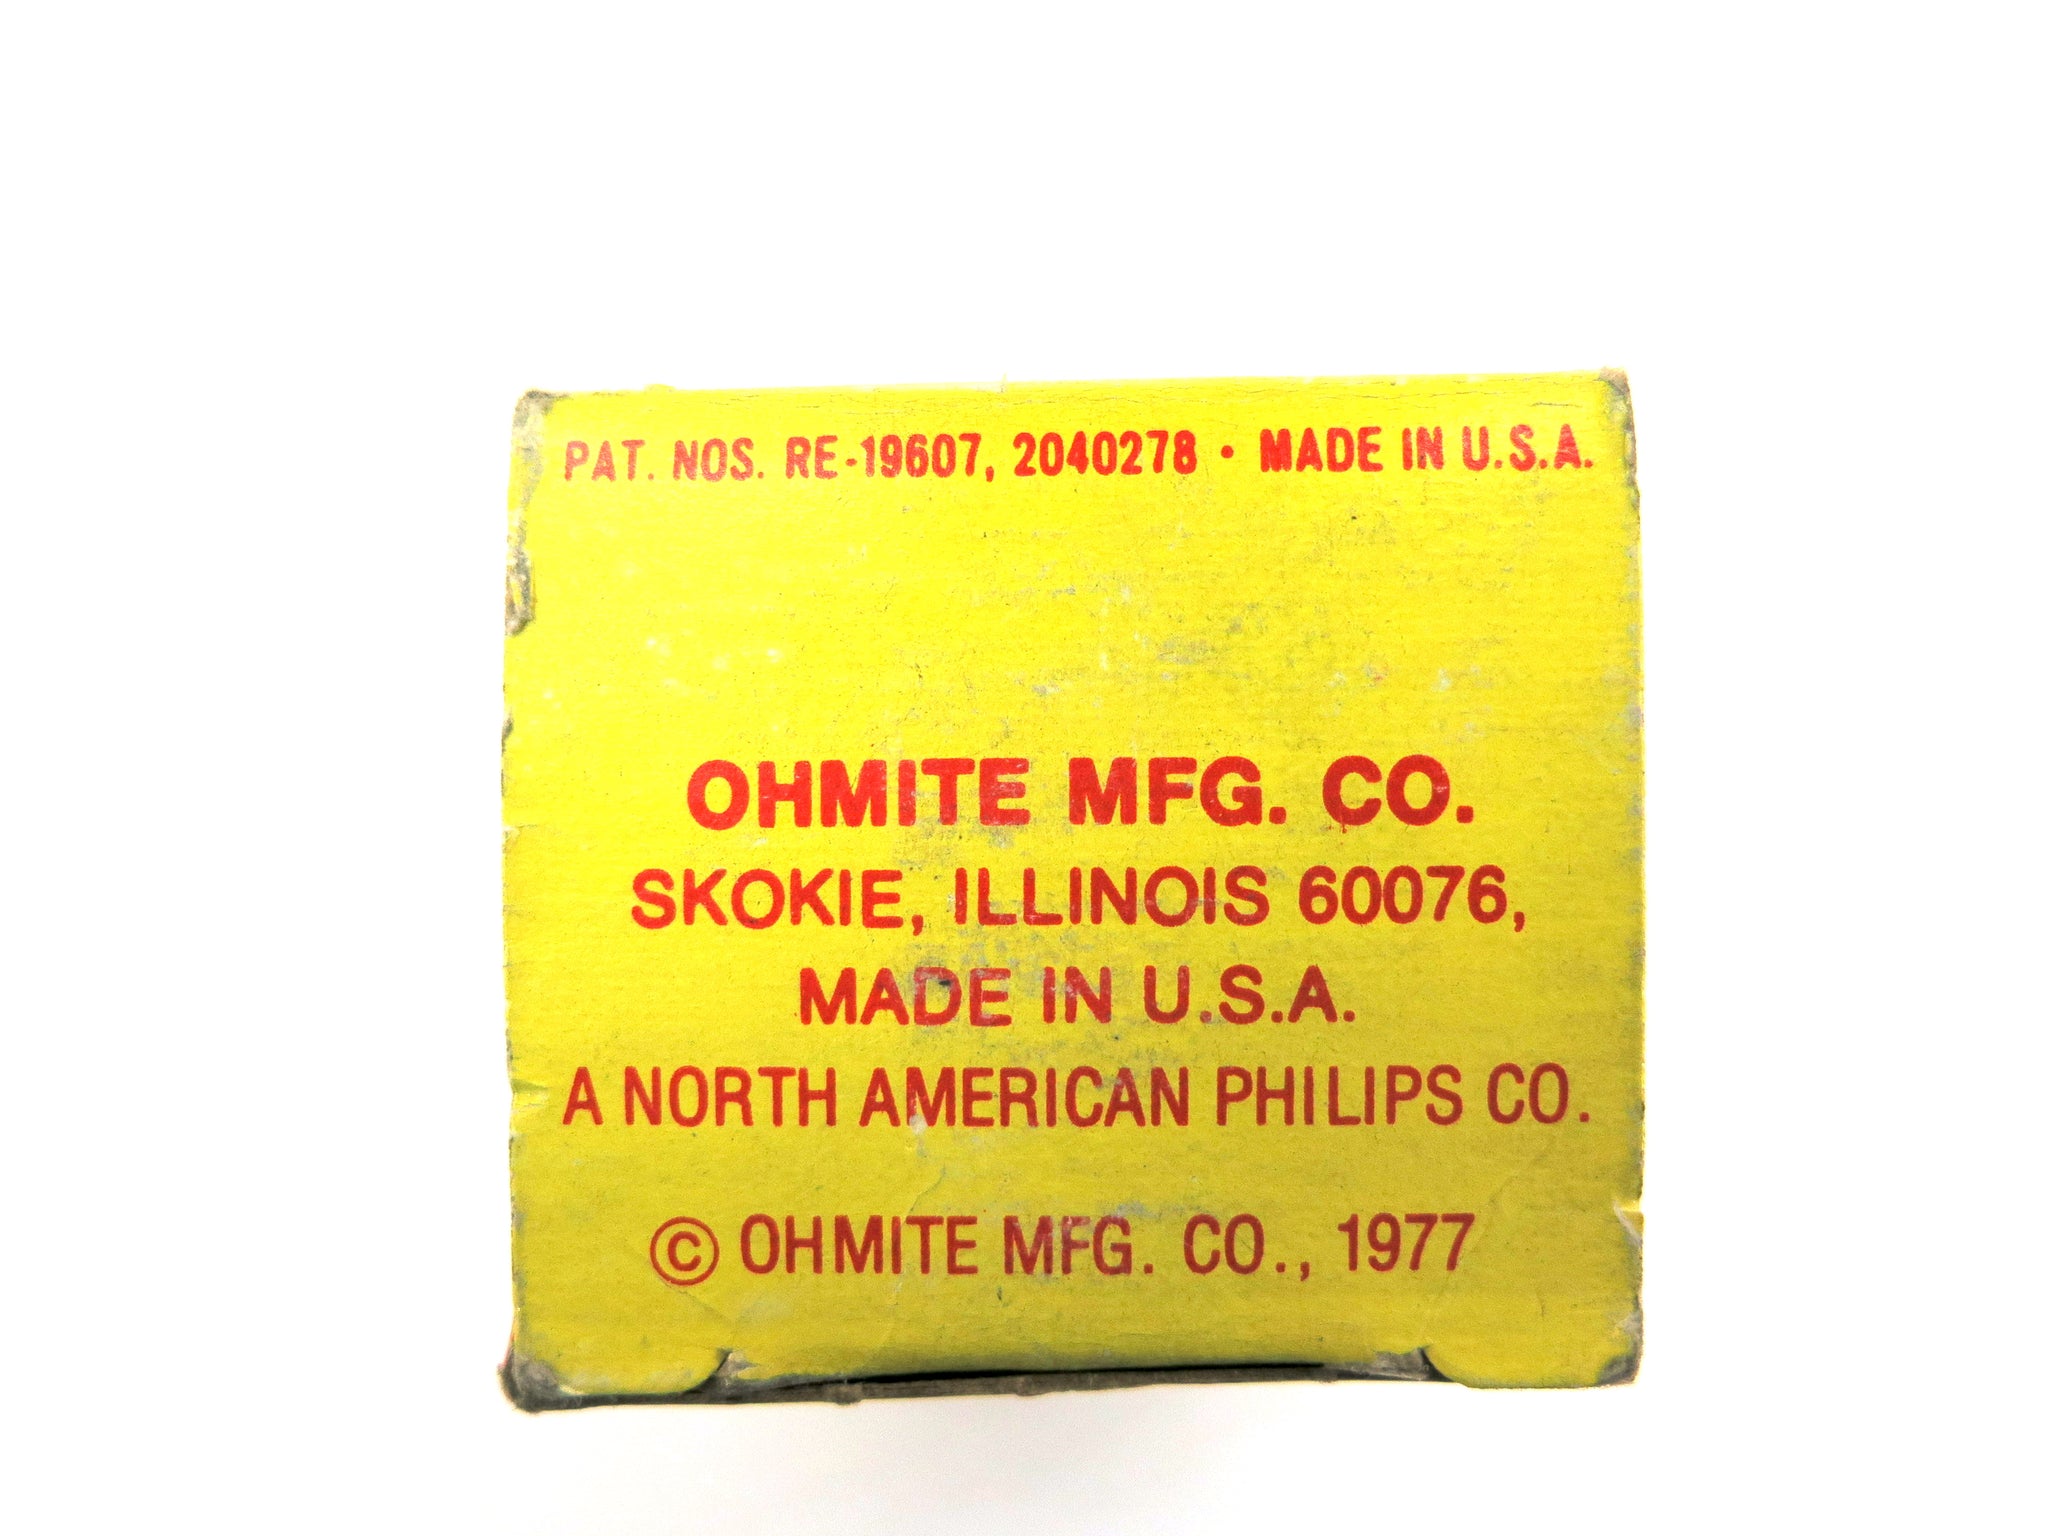 PAT. NOS. RE-19607, 2040278 • MADE IN U.S.A.
OHMITE MFG. CO.
SKOKIE, ILLINOIS 60076,
MADE IN U.S.A.
A NORTH AMERICAN PHILIPS CO.
© OHMITE MFG. CO., 1977